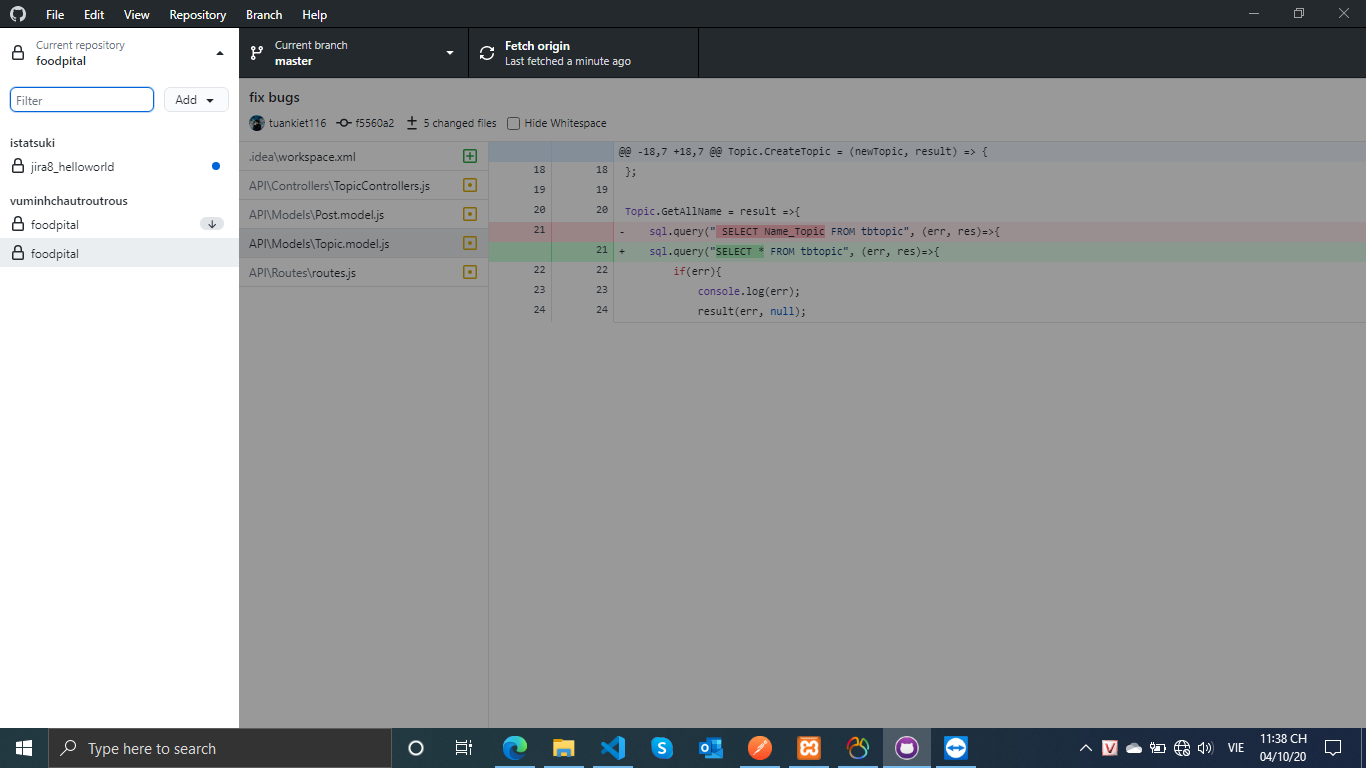 File Edit View Repository Branch Help
Current repository
foodpital
Current branch
master
Fetch origin
Last fetched a minute ago
Filter
Add
istatsuki
jira8_helloworld
vuminhchautroutrous
foodpital
foodpital
fix bugs
tuankiet116 f5560a2 5 changed files Hide Whitespace
.idea\workspace.xml
API\Controllers\TopicControllers.js
API\Models\Post.model.js
API\Models\Topic.model.js
API\Routes\routes.js
@@ -18,7 +18,7 @@ Topic.CreateTopic = (newTopic, result) => {
18 18 };
19 19
20 20 Topic.GetAllName = result =>{
21 - sql.query(" SELECT Name_Topic FROM tbtopic", (err, res)=>{
21 + sql.query("SELECT * FROM tbtopic", (err, res)=>{
22 22 if(err){
23 23 console.log(err);
24 24 result(err, null);
Type here to search
VIE
11:38 CH
04/10/20